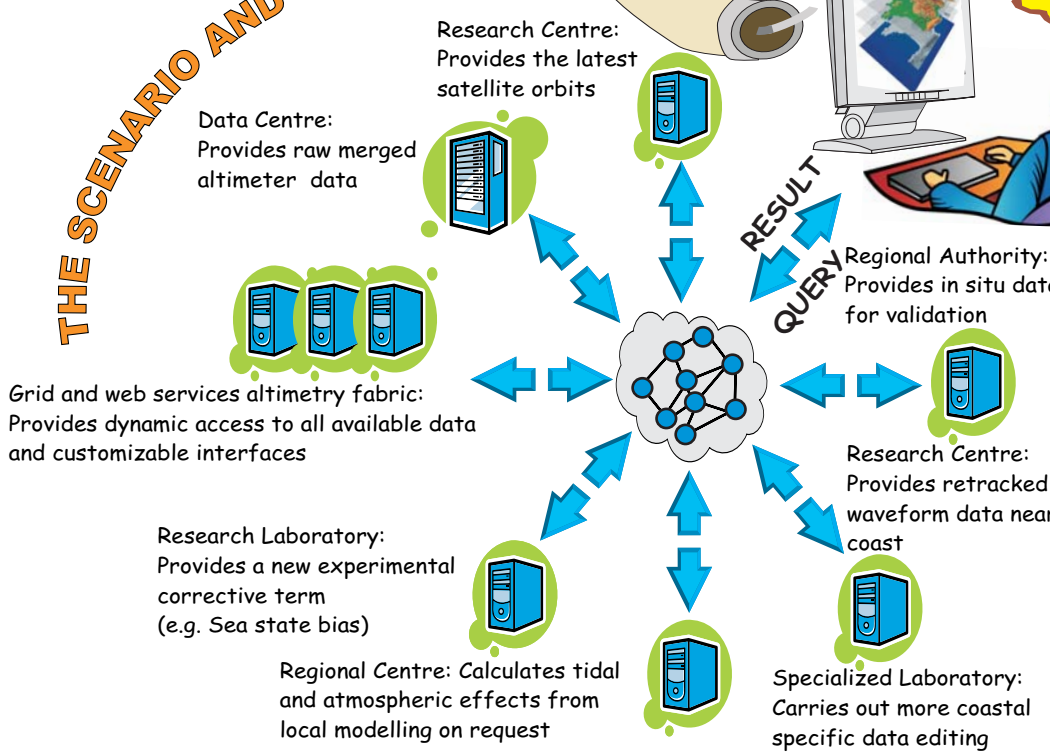 THE SCENARIO AND
Research Centre:
Provides the latest
satellite orbits
Data Centre:
Provides raw merged
altimeter data
RESULT
QUERY
Regional Authority:
Provides in situ data
for validation
Grid and web services altimetry fabric:
Provides dynamic access to all available data
and customizable interfaces
Research Centre:
Provides retracked
waveform data near
coast
Research Laboratory:
Provides a new experimental
corrective term
(e.g. Sea state bias)
Regional Centre: Calculates tidal
and atmospheric effects from
local modelling on request
Specialized Laboratory:
Carries out more coastal
specific data editing